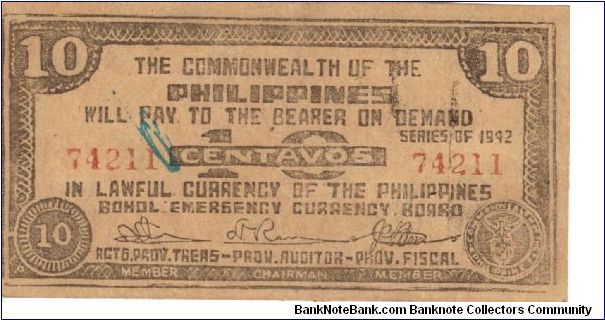 10 10
THE COMMONWEALTH OF THE
PHILIPPINES
WILL PAY TO THE BEARER ON DEMAND
SERIES OF 1942
74211 10 CENTAVOS 74211
IN LAWFUL CURRENCY OF THE PHILIPPINES
BOHOL EMERGENCY CURRENCY BOARD
10
ACTG.PROV.TREAS-PROV.AUDITOR-PROV.FISCAL
MEMBER CHAIRMAN MEMBER
BankNoteBank.com Banknote Collectors Community